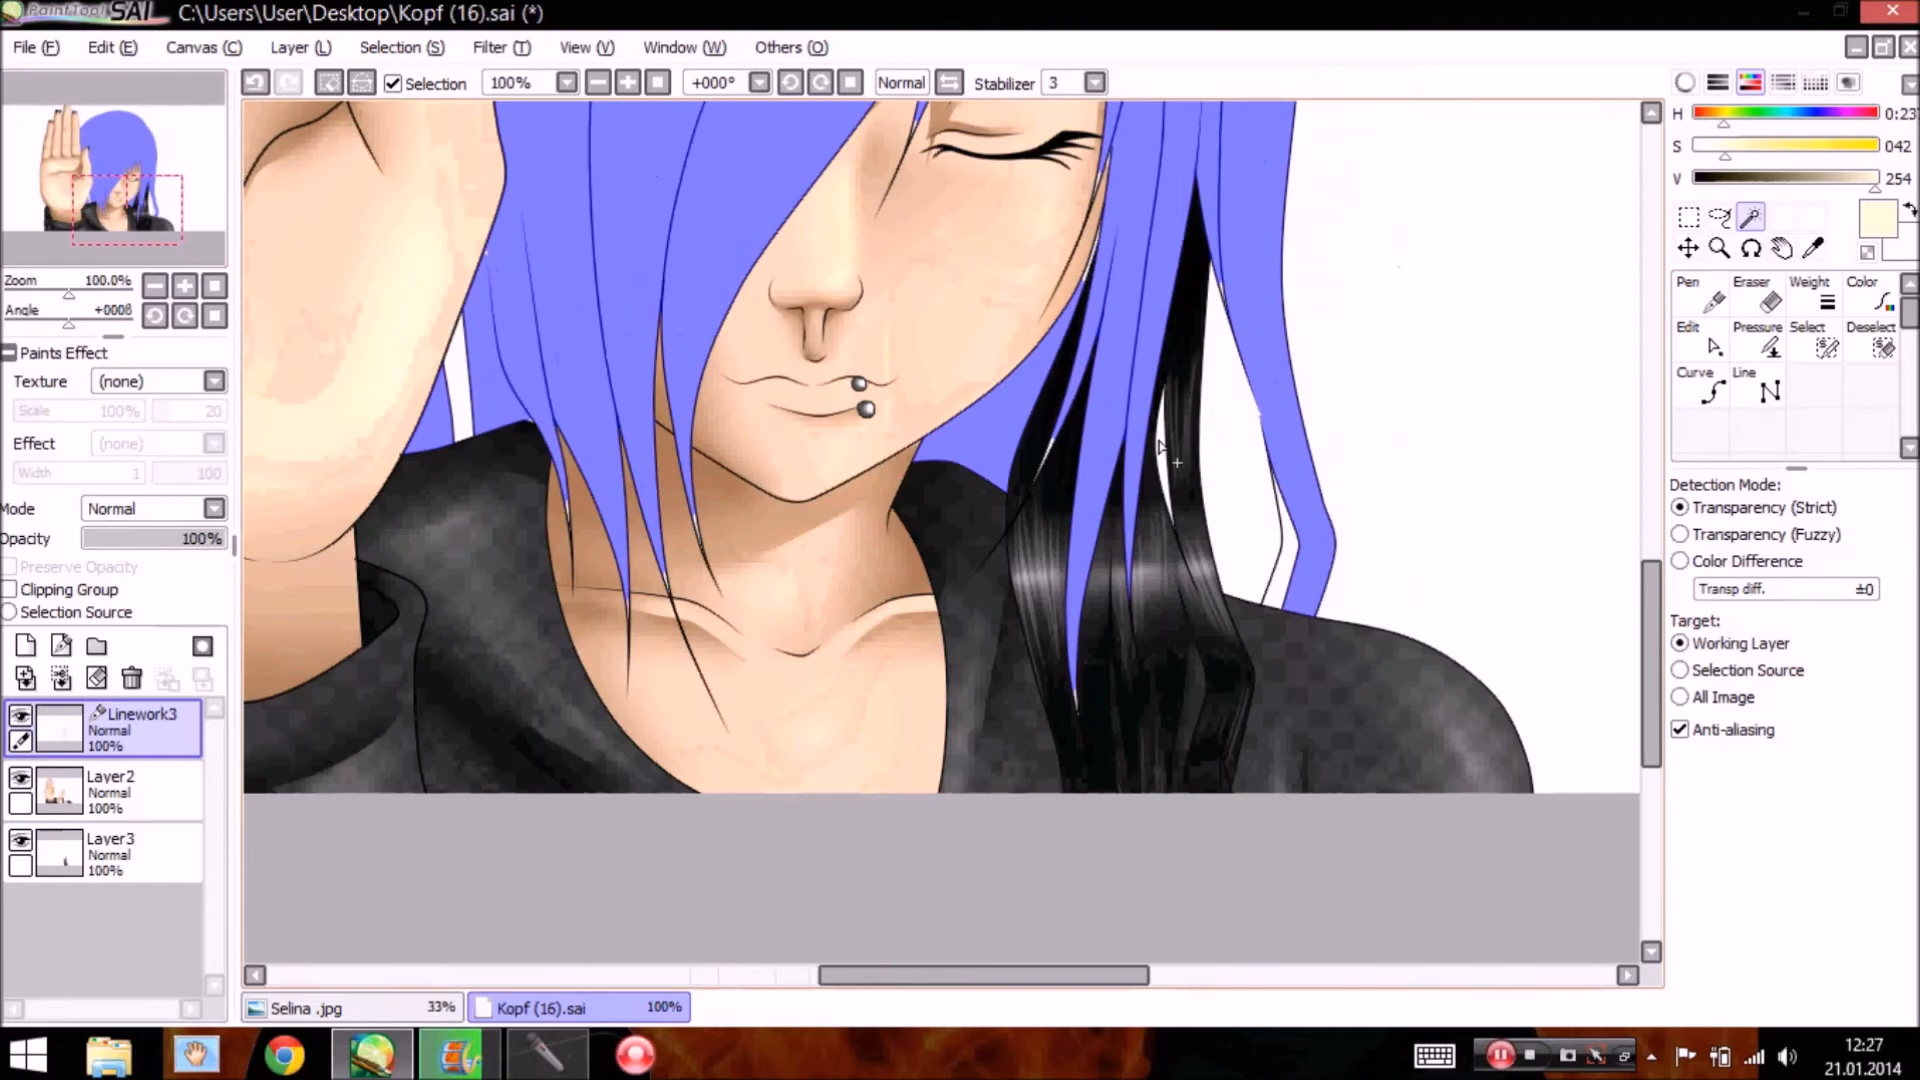 PaintTool SAI C:\Users\User\Desktop\Kopf (16).sai (*)
File (F) Edit (E) Canvas (C) Layer (L) Selection (S) Filter (T) View (V) Window (W) Others (O)
Selection 100% +000° Normal Stabilizer 3
H 0:23
S 042
V 254
Zoom 100.0%
Angle +000
Paints Effect
Texture (none)
Scale 100% 20
Effect (none)
Width 1 100
Mode Normal
Opacity 100%
Preserve Opacity
Clipping Group
Selection Source
Linework3
Normal
100%
Layer2
Normal
100%
Layer3
Normal
100%
Pen Eraser Weight Color
Edit Pressure Select Deselect
Curve Line
Detection Mode:
Transparency (Strict)
Transparency (Fuzzy)
Color Difference
Transp diff. ±0
Target:
Working Layer
Selection Source
All Image
Anti-aliasing
Selina .jpg 33% Kopf (16).sai 100%
12:27
21.01.2014